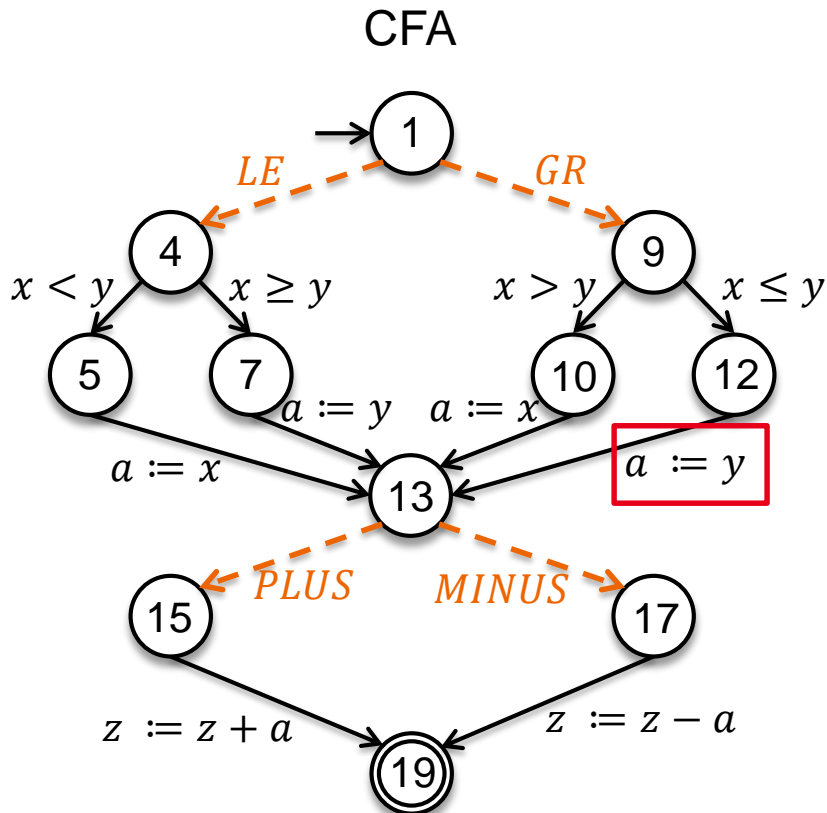 CFA
1
LE GR
4 9
x < y x ≥ y x > y x ≤ y
5 7 10 12
a := y a := x
a := x a := y
13
PLUS MINUS
15 17
z := z + a z := z − a
19